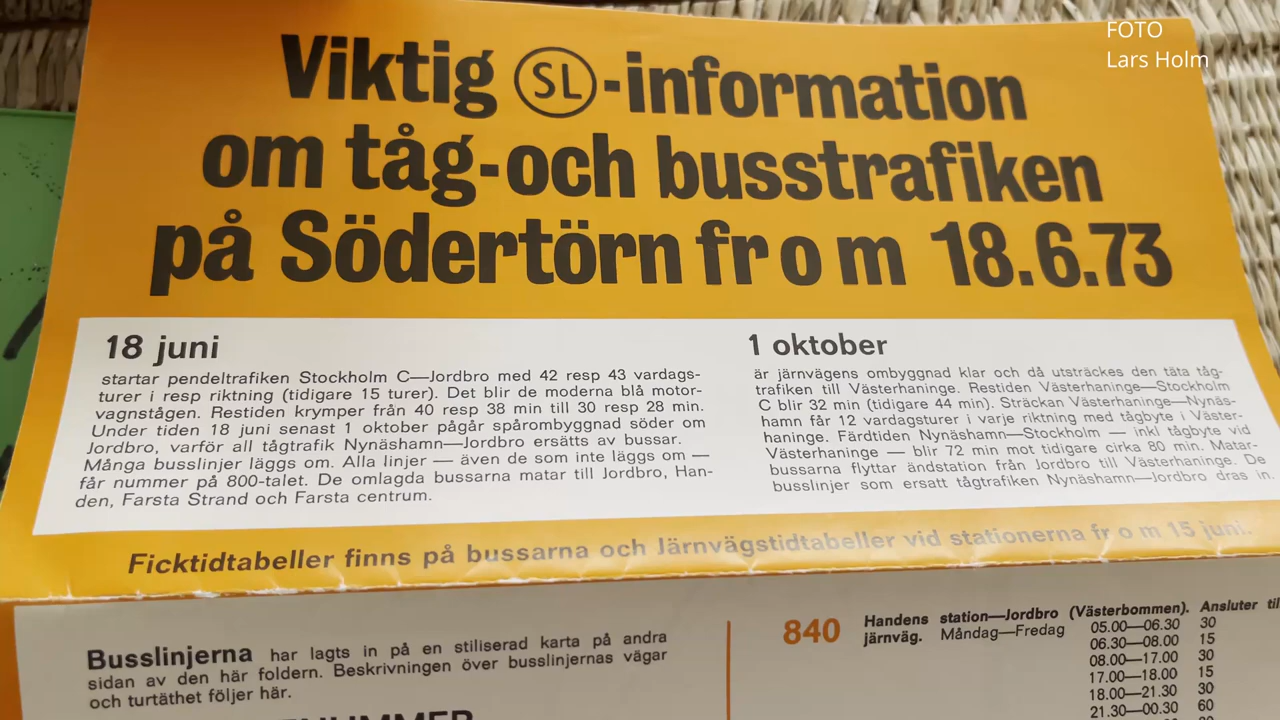 FOTO
Lars Holm
Viktig SL-information
om tåg-och busstrafiken
på Södertörn fr o m 18.6.73
18 juni
startar pendeltrafiken Stockholm C—Jordbro med 42 resp 43 vardags-
turer i resp riktning (tidigare 15 turer). Det blir de moderna blå motor-
vagnstågen. Restiden krymper från 40 resp 38 min till 30 resp 28 min.
Under tiden 18 juni senast 1 oktober pågår spårombyggnad söder om
Jordbro, varför all tågtrafik Nynäshamn—Jordbro ersätts av bussar.
Många busslinjer läggs om. Alla linjer — även de som inte läggs om —
får nummer på 800-talet. De omlagda bussarna matar till Jordbro, Han-
den, Farsta Strand och Farsta centrum.
1 oktober
är järnvägens ombyggnad klar och då utsträckes den täta tåg-
trafiken till Västerhaninge. Restiden Västerhaninge—Stockholm
C blir 32 min (tidigare 44 min). Sträckan Västerhaninge—Nynäs-
hamn får 12 vardagsturer i varje riktning med tågbyte i Väster-
haninge. Färdtiden Nynäshamn—Stockholm — inkl tågbyte vid
Västerhaninge — blir 72 min mot tidigare cirka 80 min. Matar-
bussarna flyttar ändstation från Jordbro till Västerhaninge. De
busslinjer som ersatt tågtrafiken Nynäshamn—Jordbro dras in.
Ficktidtabeller finns på bussarna och Järnvägstidtabeller vid stationerna fr o m 15 juni.
Busslinjerna har lagts in på en stiliserad karta på andra
sidan av den här foldern. Beskrivningen över busslinjernas vägar
och turtäthet följer här.
840 Handens station—Jordbro (Västerbommen). Ansluter til
järnväg. Måndag—Fredag 05.00—06.30 30
06.30—08.00 15
08.00—17.00 30
17.00—18.00 15
18.00—21.30 30
21.30—00.30 60